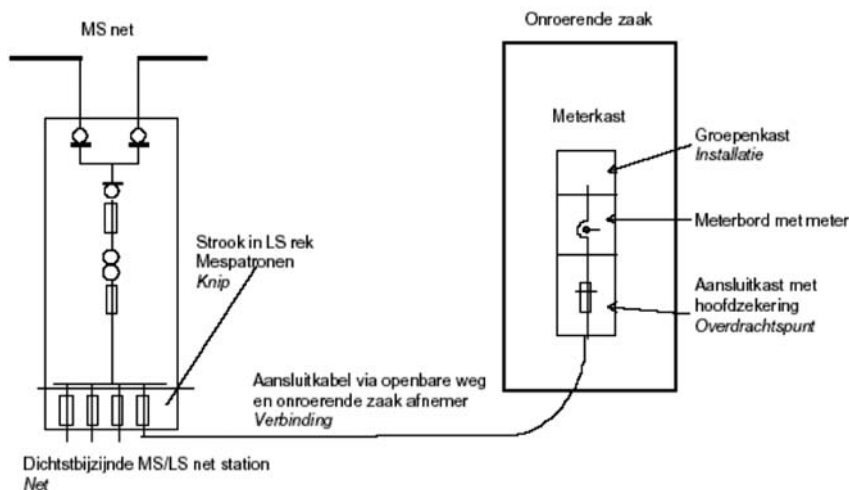 MS net
Onroerende zaak
Meterkast
Groepenkast
Installatie
Meterbord met meter
Strook in LS rek
Mespatronen
Knip
Aansluitkast met
hoofdzekering
Overdrachtspunt
Aansluitkabel via openbare weg
en onroerende zaak afnemer
Verbinding
Dichtstbijzijnde MS/LS net station
Net